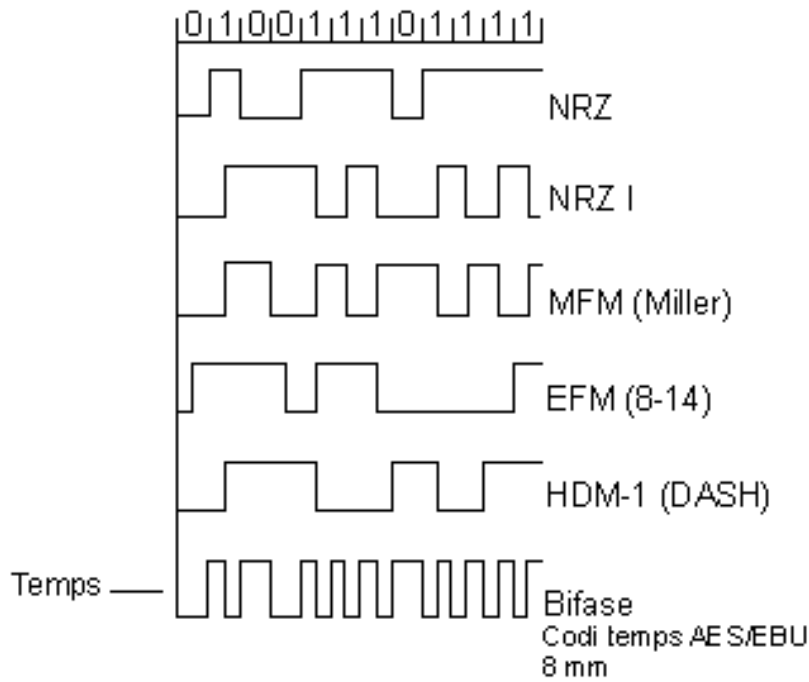 0 1 0 0 1 1 1 0 1 1 1 1
NRZ
NRZ I
MFM (Miller)
EFM (8-14)
HDM-1 (DASH)
Temps
Bifase
Codi temps AES/EBU
8 mm